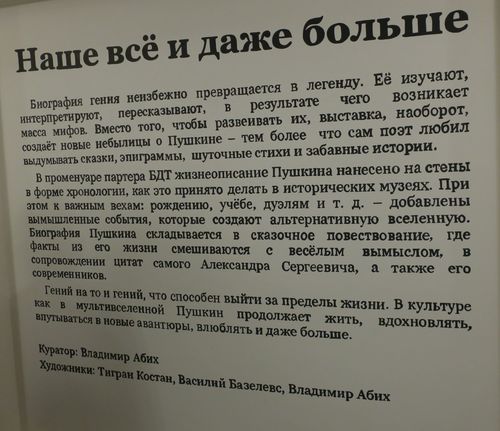 Наше всё и даже больше
Биография гения неизбежно превращается в легенду. Её изучают,
интерпретируют, пересказывают, в результате чего возникает
масса мифов. Вместо того, чтобы развеивать их, выставка, наоборот,
создаёт новые небылицы о Пушкине – тем более что сам поэт любил
выдумывать сказки, эпиграммы, шуточные стихи и забавные истории.
В променуаре партера БДТ жизнеописание Пушкина нанесено на стены
в форме хронологии, как это принято делать в исторических музеях. При
этом к важным вехам: рождению, учёбе, дуэлям и т. д. – добавлены
вымышленные события, которые создают альтернативную вселенную.
Биография Пушкина складывается в сказочное повествование, где
факты из его жизни смешиваются с весёлым вымыслом, в
сопровождении цитат самого Александра Сергеевича, а также его
современников.
Гений на то и гений, что способен выйти за пределы жизни. В культуре
как в мультивселенной Пушкин продолжает жить, вдохновлять,
впутываться в новые авантюры, влюблять и даже больше.
Куратор: Владимир Абих
Художники: Тигран Костан, Василий Базелевс, Владимир Абих